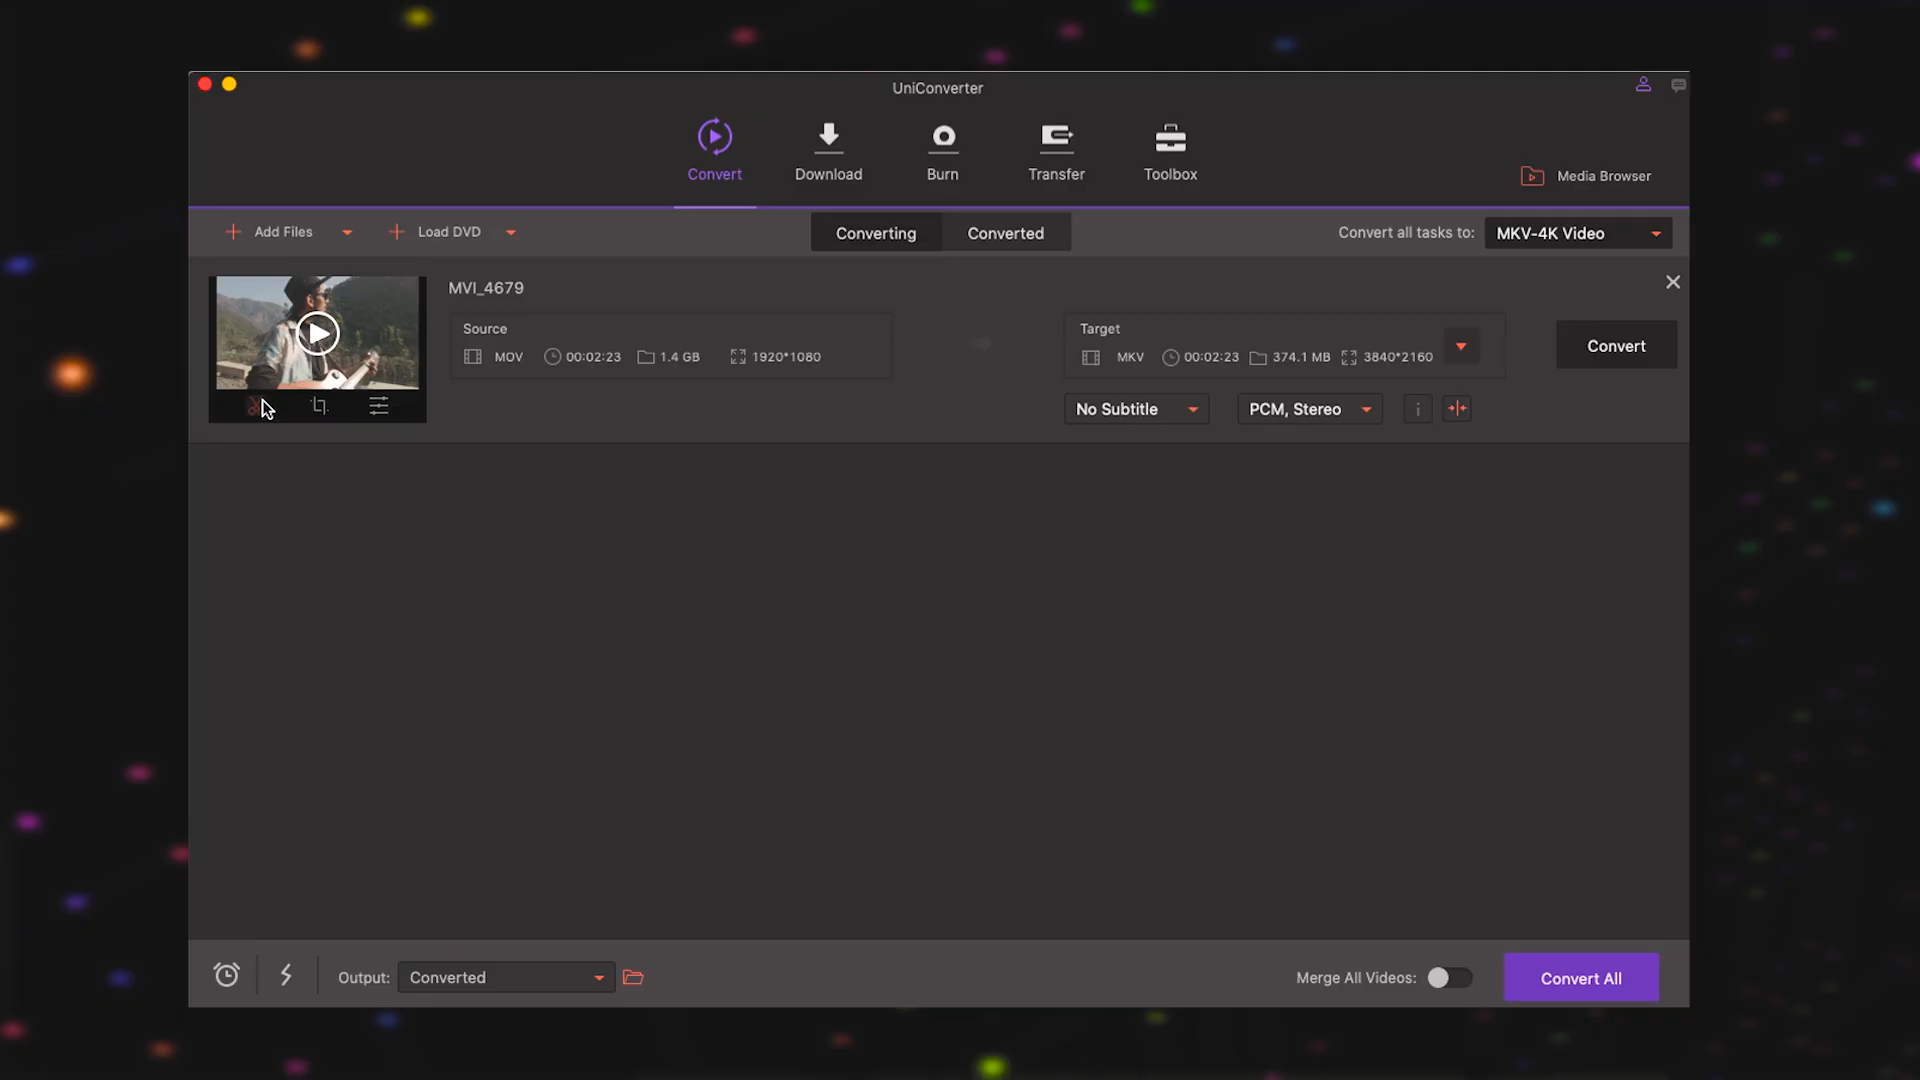 UniConverter
Convert Download Burn Transfer Toolbox
Media Browser
Add Files Load DVD Converting Converted Convert all tasks to: MKV-4K Video
MVI_4679
Source Target
MOV 00:02:23 1.4 GB 1920*1080 MKV 00:02:23 374.1 MB 3840*2160 Convert
No Subtitle PCM, Stereo i
Output: Converted Merge All Videos: Convert All